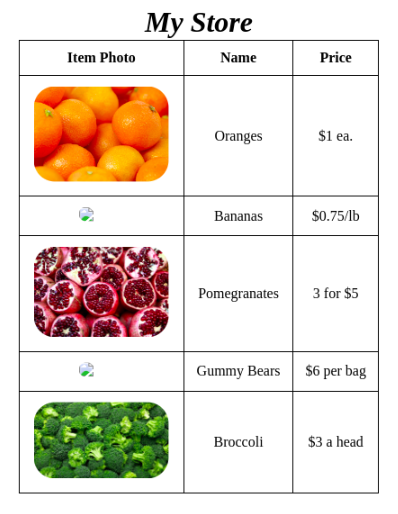 My Store
Item Photo Name Price
Oranges $1 ea.
Bananas $0.75/lb
Pomegranates 3 for $5
Gummy Bears $6 per bag
Broccoli $3 a head